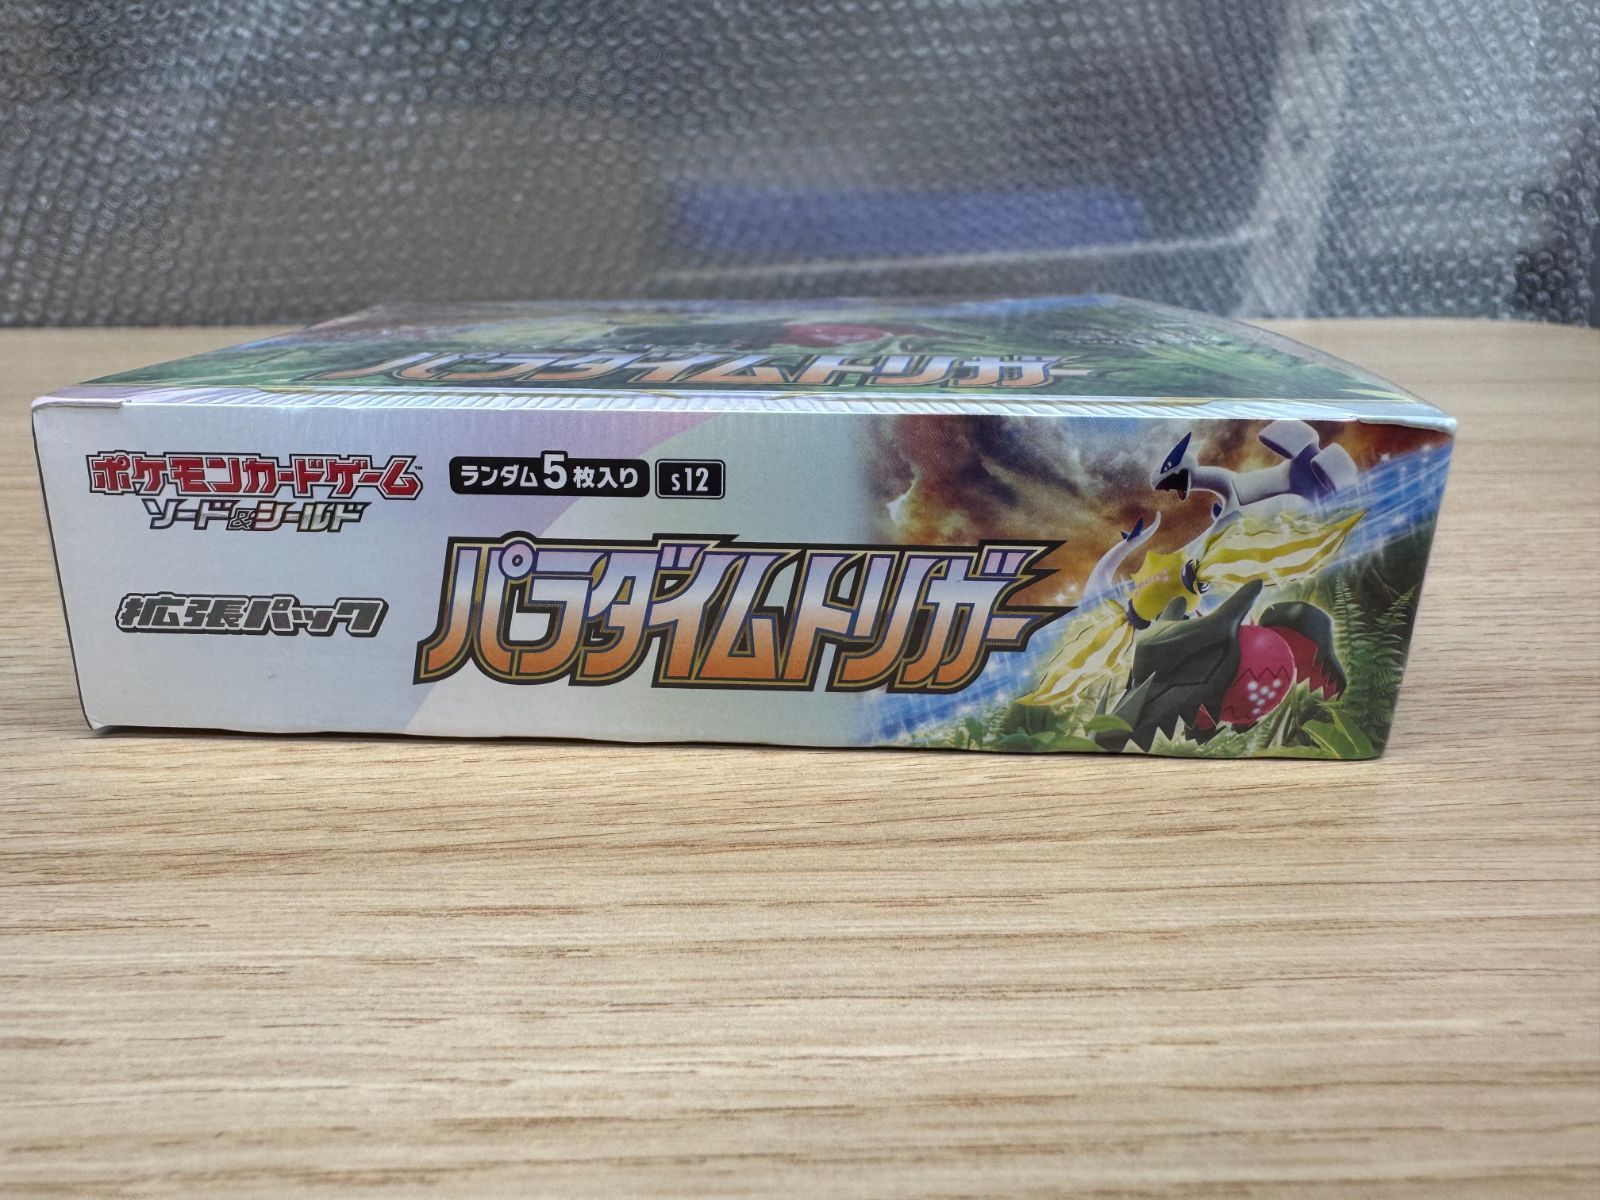 パラダイムトリガー
ポケモンカードゲーム™
ソード&シールド
ランダム5枚入り s12
拡張パック
パラダイムトリガー